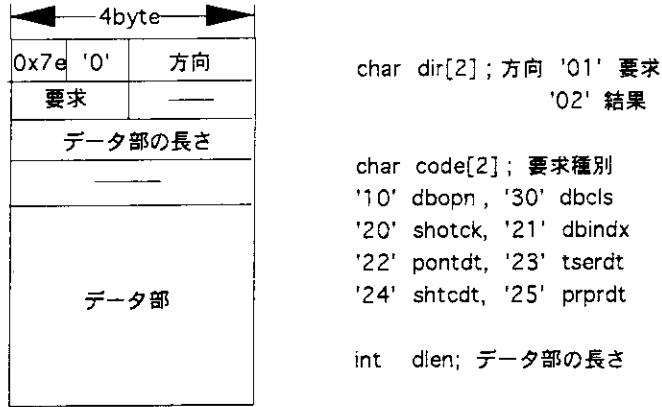 4byte
0x7e '0' 方向
要求
データ部の長さ
データ部
char dir[2] ; 方向 '01' 要求
'02' 結果
char code[2] ; 要求種別
'10' dbopn , '30' dbcls
'20' shotck, '21' dbindx
'22' pontdt, '23' tserdt
'24' shtcdt, '25' prprdt
int dlen; データ部の長さ